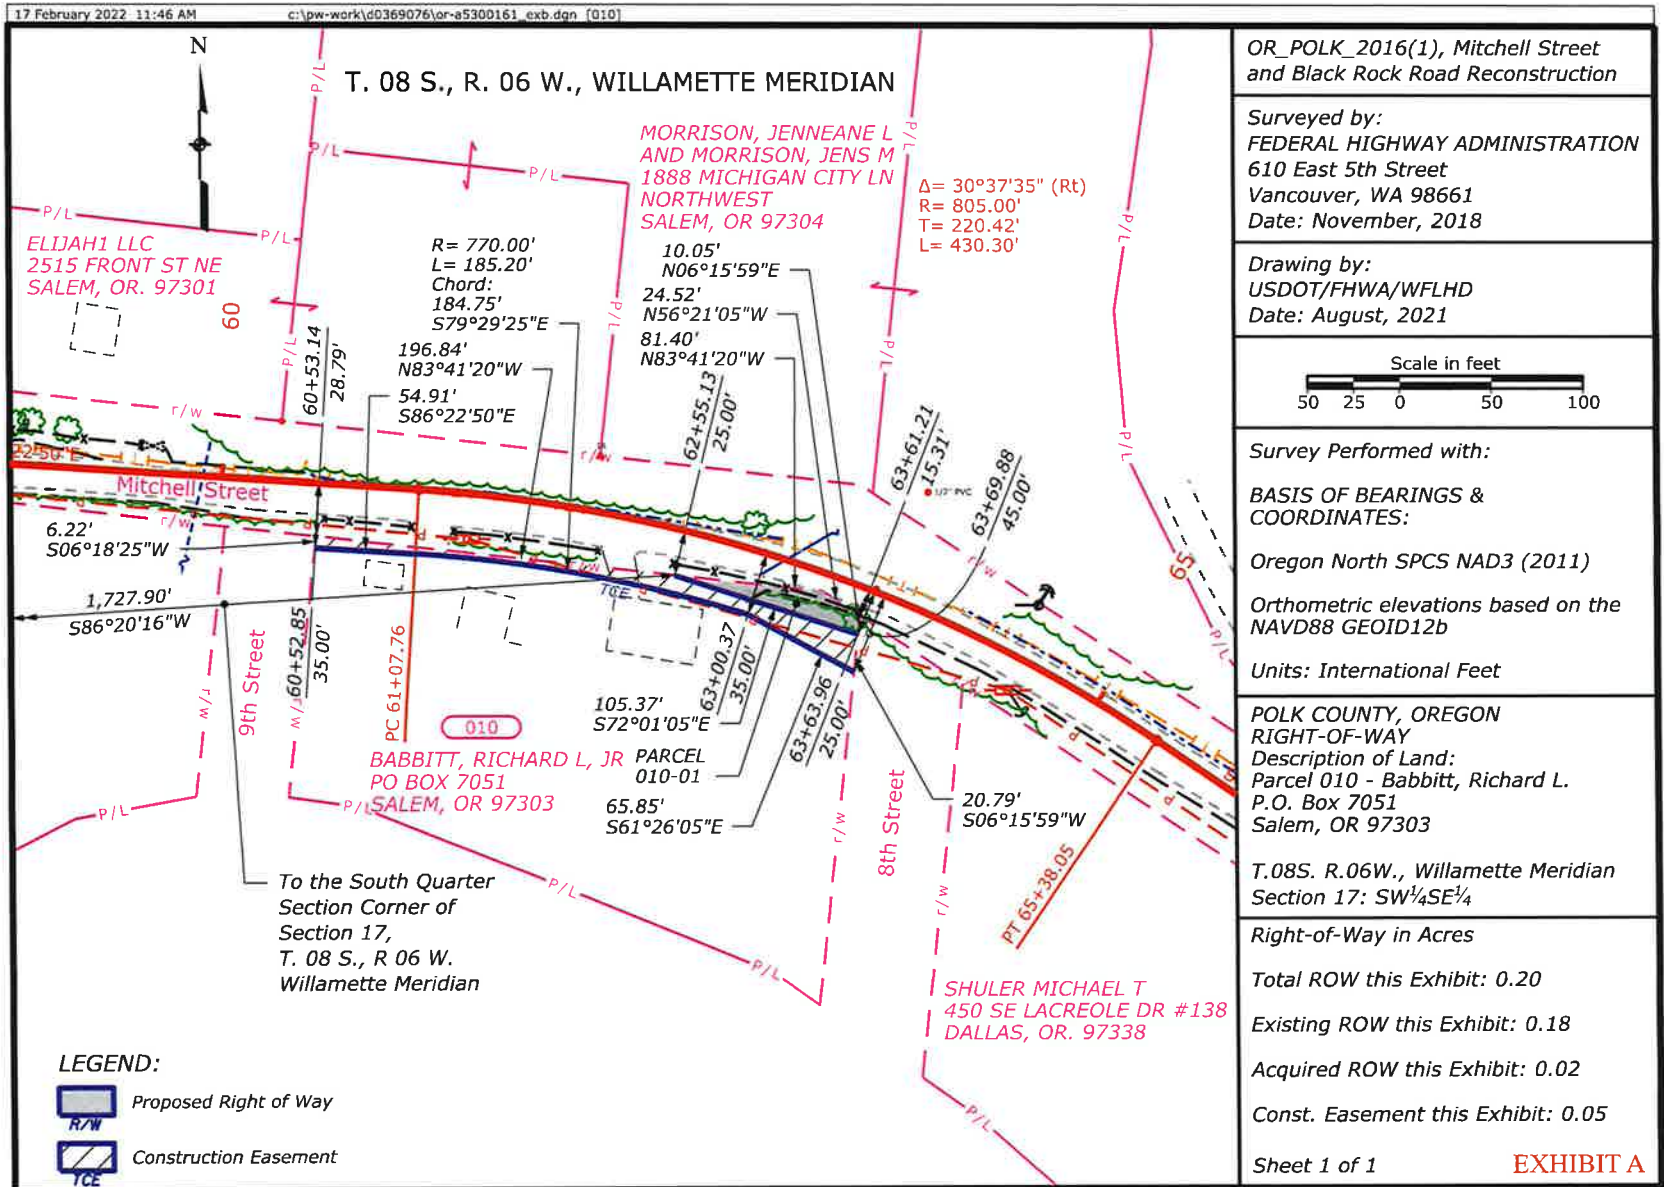 17 February 2022 11:46 AM
c:\pw-work\d0369076\or-a5300161_exb.dgn [010]
N
T. 08 S., R. 06 W., WILLAMETTE MERIDIAN
P/L
P/L
P/L
P/L
P/L
P/L
P/L
P/L
P/L
P/L
P/L
P/L
MORRISON, JENNEANE L
AND MORRISON, JENS M
1888 MICHIGAN CITY LN
NORTHWEST
SALEM, OR 97304
Δ= 30°37'35" (Rt)
R= 805.00'
T= 220.42'
L= 430.30'
ELIJAH1 LLC
2515 FRONT ST NE
SALEM, OR. 97301
60
R= 770.00'
L= 185.20'
Chord:
184.75'
S79°29'25"E
196.84'
N83°41'20"W
54.91'
S86°22'50"E
10.05'
N06°15'59"E
24.52'
N56°21'05"W
81.40'
N83°41'20"W
60+53.14
28.79'
62+55.13
25.00'
63+61.21
15.31'
63+69.88
45.00'
1/2" PVC
r/w
r/w
r/w
r/w
r/w
22'50"E
Mitchell Street
6.22'
S06°18'25"W
1,727.90'
S86°20'16"W
60+52.85
35.00'
9th Street
r/w
r/w
PC 61+07.76
TCE
65
010
BABBITT, RICHARD L, JR
PO BOX 7051
SALEM, OR 97303
105.37'
S72°01'05"E
PARCEL
010-01
65.85'
S61°26'05"E
63+00.37
35.00'
63+63.96
25.00'
8th Street
r/w
r/w
20.79'
S06°15'59"W
PT 65+38.05
P/L
P/L
P/L
P/L
P/L
To the South Quarter
Section Corner of
Section 17,
T. 08 S., R 06 W.
Willamette Meridian
SHULER MICHAEL T
450 SE LACREOLE DR #138
DALLAS, OR. 97338
LEGEND:
R/W
Proposed Right of Way
TCE
Construction Easement
OR_POLK_2016(1), Mitchell Street
and Black Rock Road Reconstruction
Surveyed by:
FEDERAL HIGHWAY ADMINISTRATION
610 East 5th Street
Vancouver, WA 98661
Date: November, 2018
Drawing by:
USDOT/FHWA/WFLHD
Date: August, 2021
Scale in feet
50 25 0 50 100
Survey Performed with:
BASIS OF BEARINGS &
COORDINATES:
Oregon North SPCS NAD3 (2011)
Orthometric elevations based on the
NAVD88 GEOID12b
Units: International Feet
POLK COUNTY, OREGON
RIGHT-OF-WAY
Description of Land:
Parcel 010 - Babbitt, Richard L.
P.O. Box 7051
Salem, OR 97303
T.08S. R.06W., Willamette Meridian
Section 17: SW¼SE¼
Right-of-Way in Acres
Total ROW this Exhibit: 0.20
Existing ROW this Exhibit: 0.18
Acquired ROW this Exhibit: 0.02
Const. Easement this Exhibit: 0.05
Sheet 1 of 1
EXHIBIT A